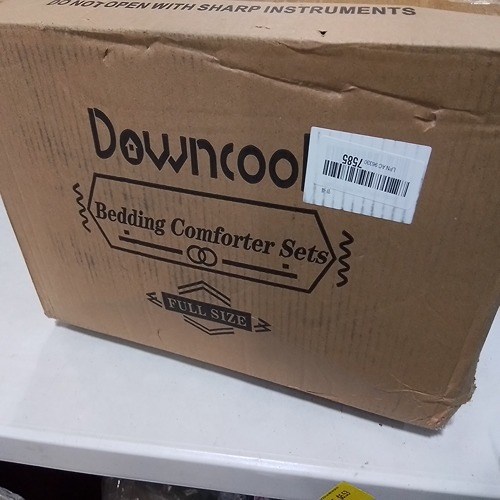 DO NOT OPEN WITH SHARP INSTRUMENTS
Downcool
7585
Bedding Comforter Sets
FULL SIZE